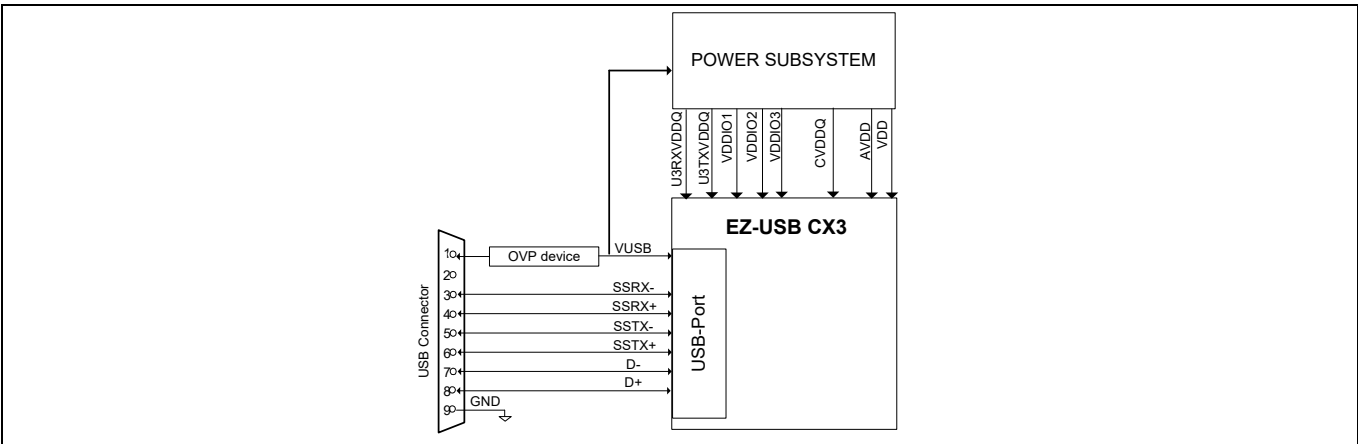 POWER SUBSYSTEM
U3RXVDDQ
U3TXVDDQ
VDDIO1
VDDIO2
VDDIO3
CVDDQ
AVDD
VDD
EZ-USB CX3
USB Connector
1
OVP device
VUSB
2
3
SSRX-
4
SSRX+
5
SSTX-
6
SSTX+
7
D-
8
D+
9
GND
USB-Port